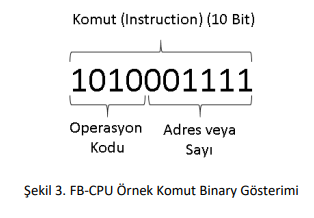 Komut (Instruction) (10 Bit)
1010001111
Operasyon Kodu
Adres veya Sayı
Şekil 3. FB-CPU Örnek Komut Binary Gösterimi